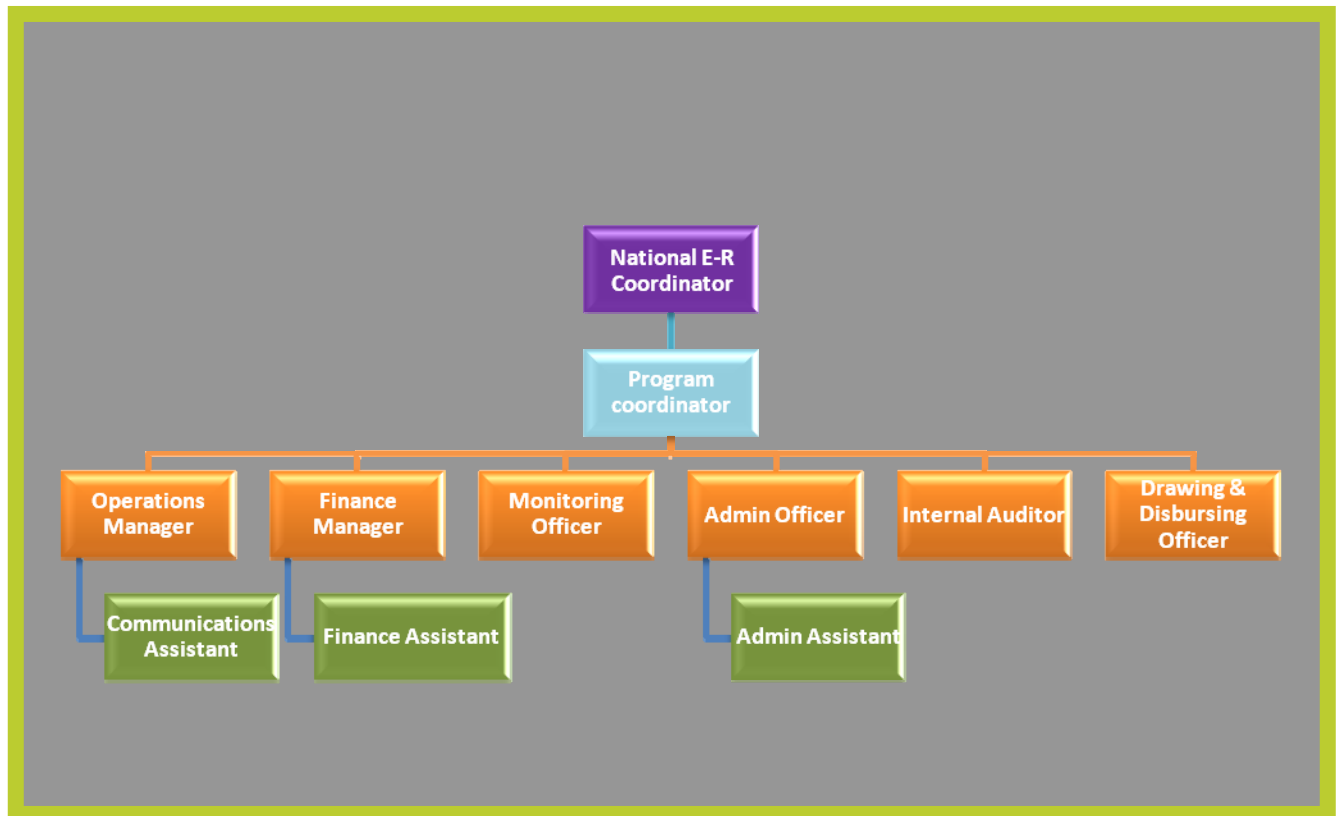 National E-R
Coordinator
Program
coordinator
Operations
Manager
Finance
Manager
Monitoring
Officer
Admin Officer
Internal Auditor
Drawing &
Disbursing
Officer
Communications
Assistant
Finance Assistant
Admin Assistant